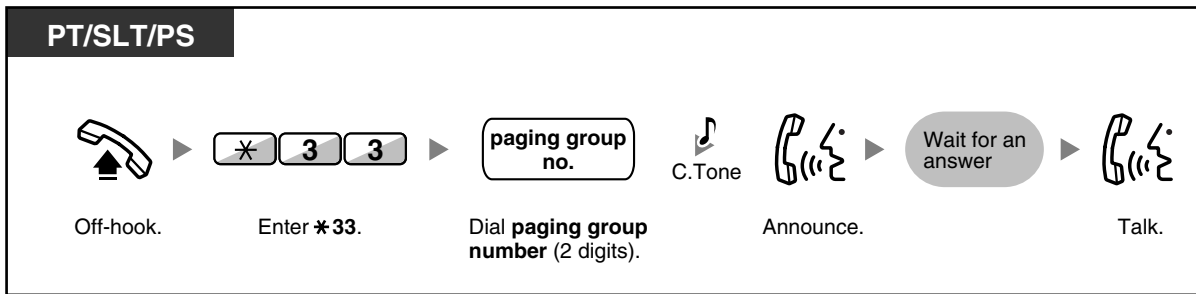 PT/SLT/PS
* 3 3
paging group
no.
C.Tone
Wait for an
answer
Off-hook.
Enter *33.
Dial paging group
number (2 digits).
Announce.
Talk.